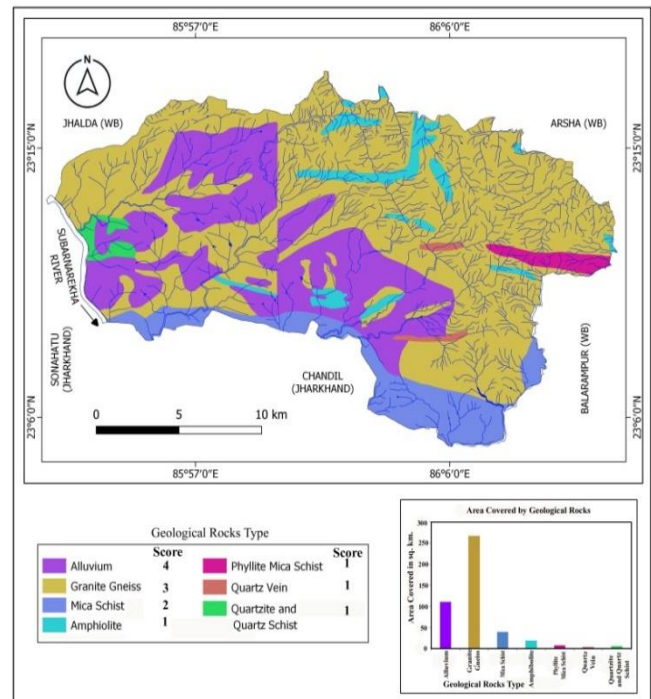 85°57'0"E 86°6'0"E
N
JHALDA (WB)
ARSHA (WB)
23°15'0"N 23°15'0"N
SUBARNAREKHA
RIVER
SONAHATU
(JHARKHAND)
CHANDIL
(JHARKHAND)
BALARAMPUR (WB)
23°6'0"N 23°6'0"N
0 5 10 km
85°57'0"E 86°6'0"E
Geological Rocks Type
Score Score
Alluvium 4 Phyllite Mica Schist 1
Granite Gneiss 3 Quartz Vein 1
Mica Schist 2 Quartzite and 1
Amphiolite 1 Quartz Schist
Area Covered by Geological Rocks
Area Covered in sq. km.
300
250
200
150
100
50
0
Alluvium
Granite
Gneiss
Mica Schist
Amphibolite
Phyllite
Mica Schist
Quartz
Vein
Quartzite
and Quartz
Schist
Geological Rocks Type